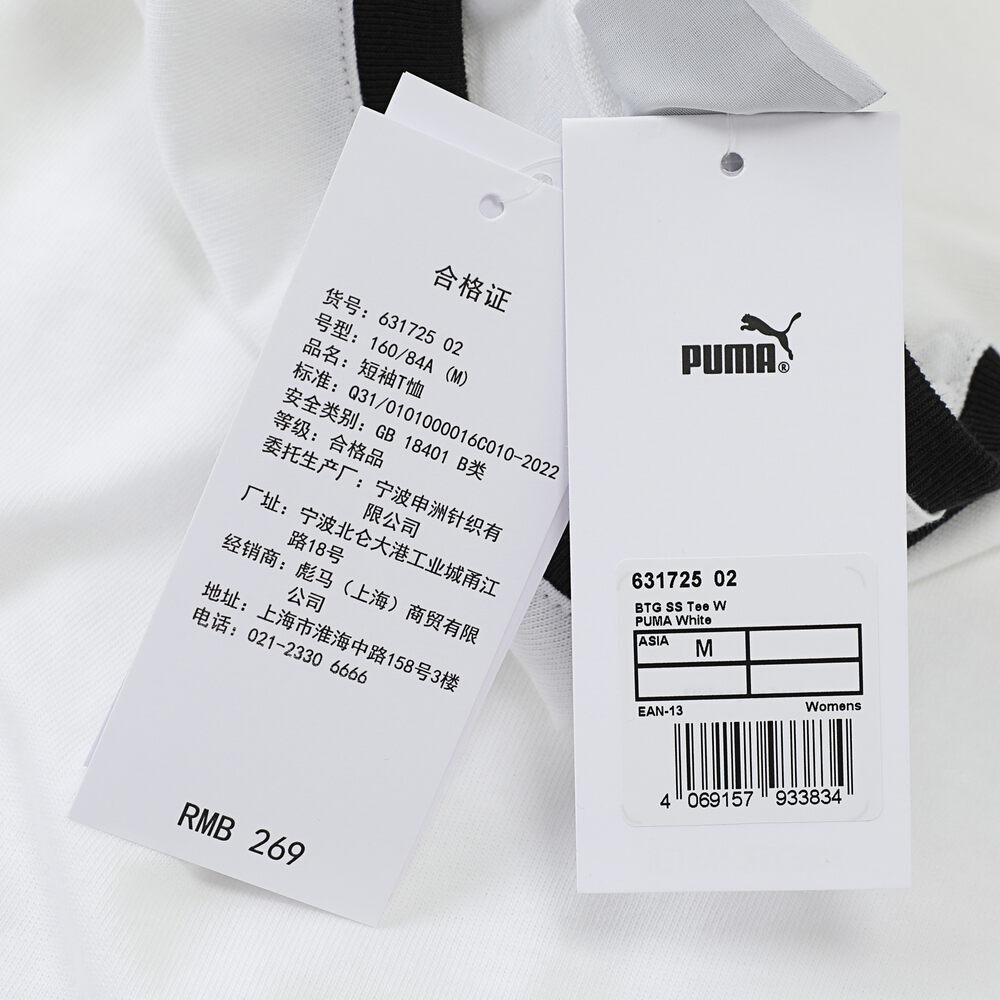 合格证
货号: 631725 02
号型: 160/84A (M)
品名: 短袖T恤
标准: Q31/0101000016C010-2022
安全类别: GB 18401 B类
等级: 合格品
委托生产厂: 宁波申洲针织有
限公司
厂址: 宁波北仑大港工业城甬江
路18号
经销商: 彪马（上海）商贸有限
公司
地址: 上海市淮海中路158号3楼
电话: 021-2330 6666
RMB 269
PUMA®
631725 02
BTG SS Tee W
PUMA White
ASIA M
EAN-13 Womens
4 069157 933834